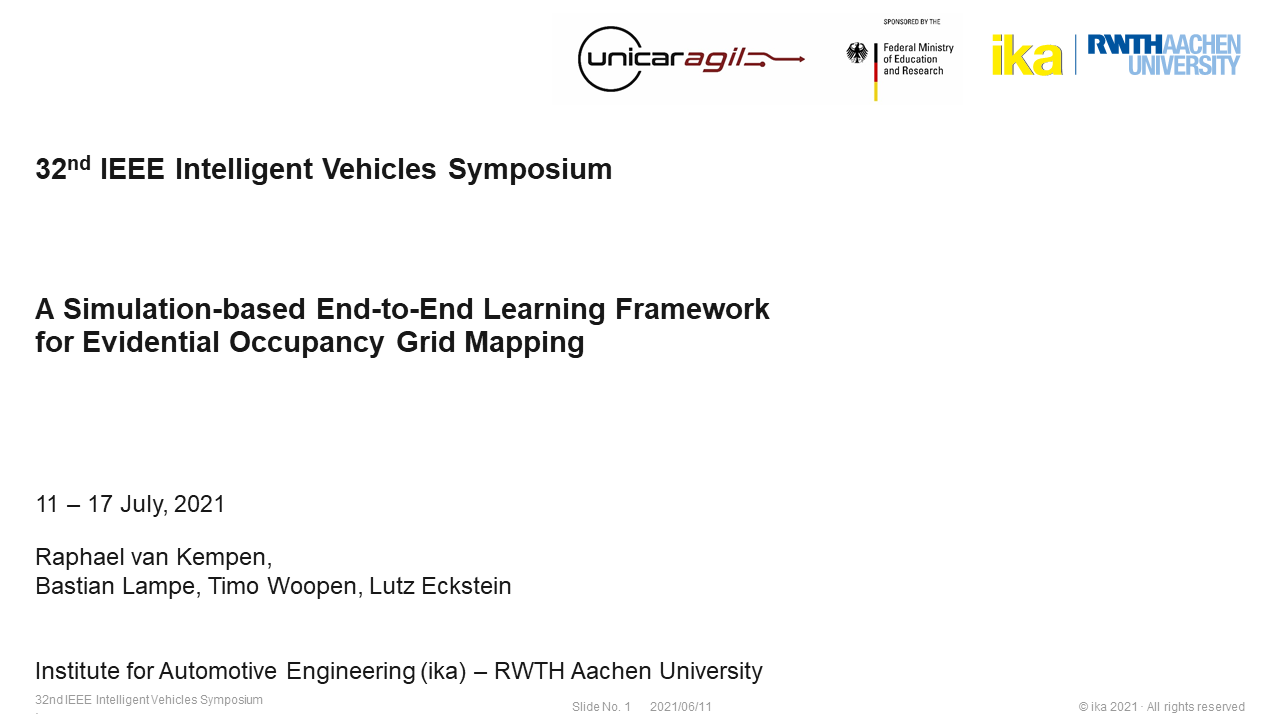 SPONSORED BY THE
unicaragil
Federal Ministry
of Education
and Research
ika
RWTHAACHEN
UNIVERSITY
32nd IEEE Intelligent Vehicles Symposium
A Simulation-based End-to-End Learning Framework
for Evidential Occupancy Grid Mapping
11 – 17 July, 2021
Raphael van Kempen,
Bastian Lampe, Timo Woopen, Lutz Eckstein
Institute for Automotive Engineering (ika) – RWTH Aachen University
32nd IEEE Intelligent Vehicles Symposium
Slide No. 1 2021/06/11
© ika 2021 · All rights reserved